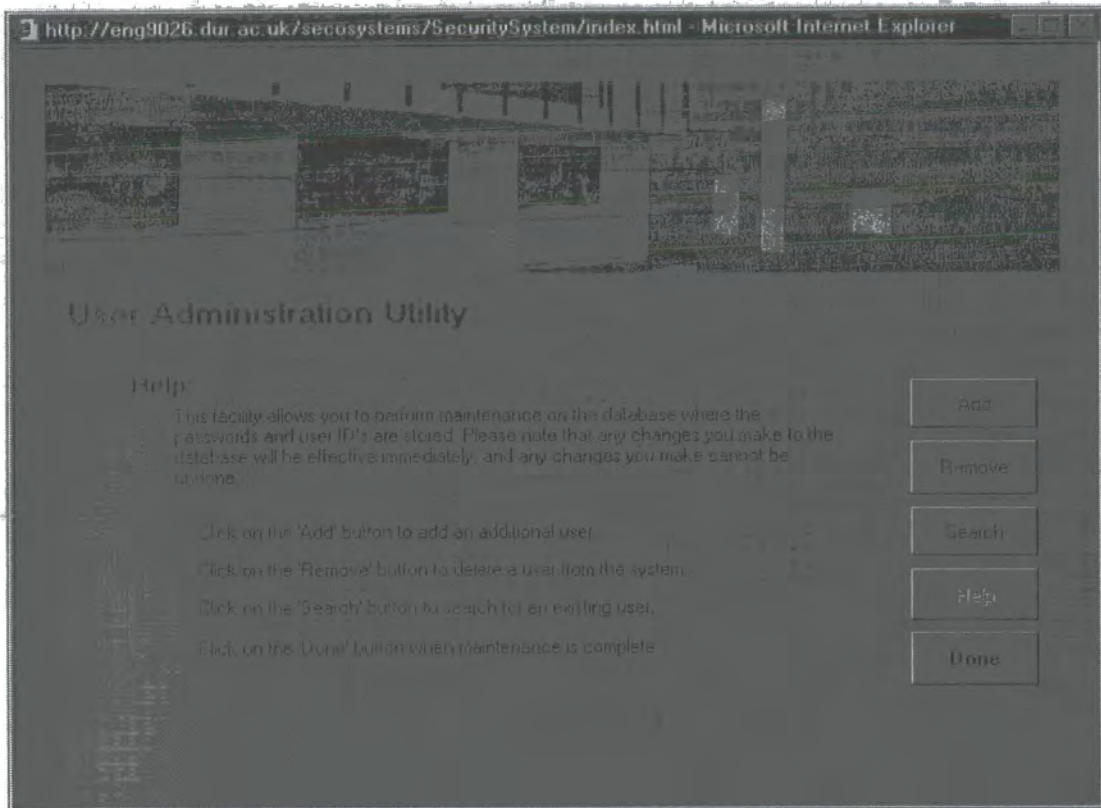 http://eng9026.dur.ac.uk/secosystems/SecuritySystem/index.html - Microsoft Internet Explorer
User Administration Utility
Help:
This facility allows you to perform maintenance on the database where the
passwords and user ID's are stored. Please note that any changes you make to the
database will be effective immediately, and any changes you make cannot be
undone.
Click on the 'Add' button to add an additional user.
Click on the 'Remove' button to delete a user from the system.
Click on the 'Search' button to search for an existing user.
Click on the 'Done' button when maintenance is complete
Add
Remove
Search
Help
Done